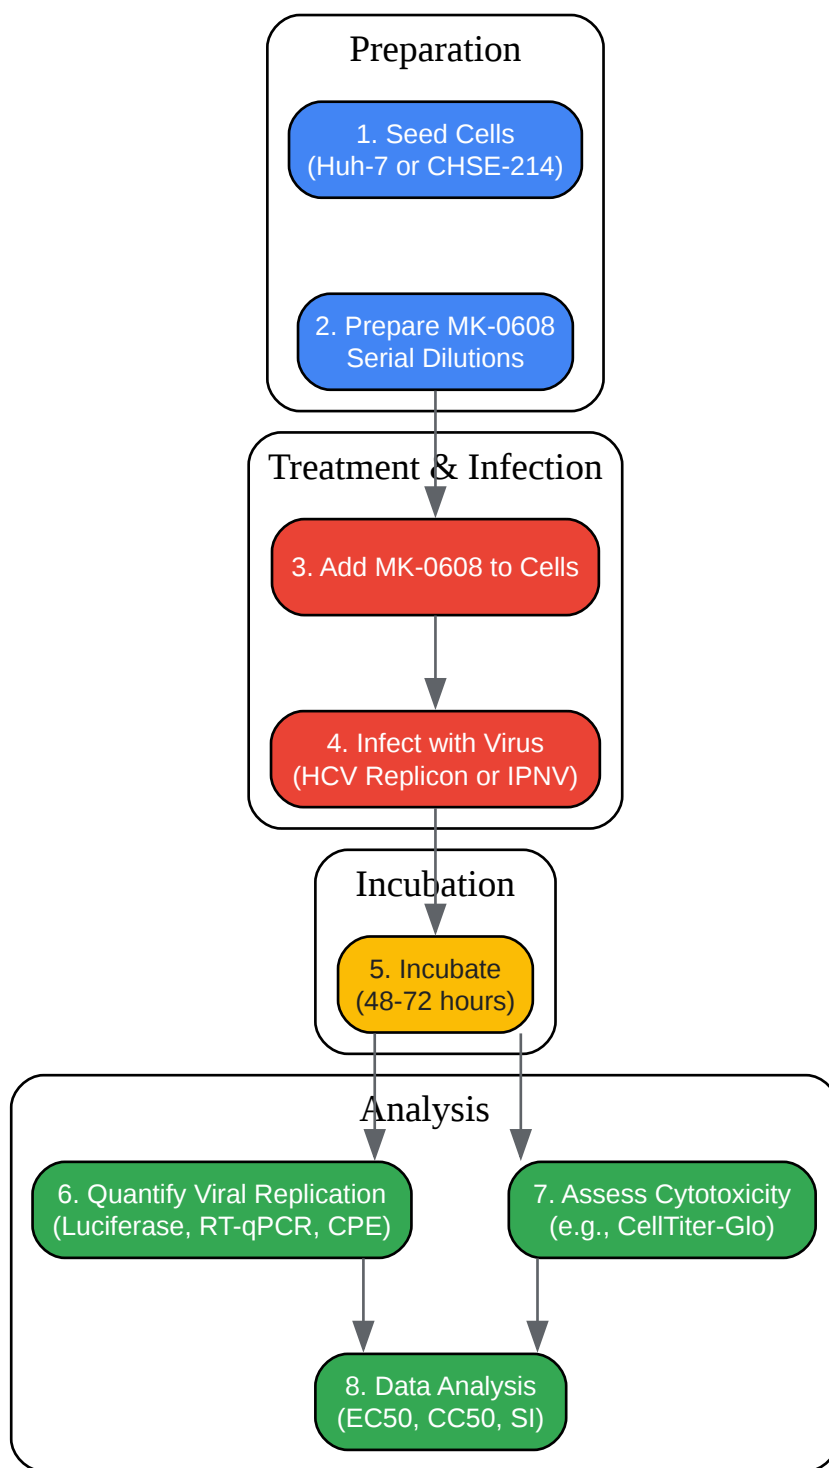 Preparation
1. Seed Cells
(Huh-7 or CHSE-214)
2. Prepare MK-0608
Serial Dilutions
Treatment & Infection
3. Add MK-0608 to Cells
4. Infect with Virus
(HCV Replicon or IPNV)
Incubation
5. Incubate
(48-72 hours)
Analysis
6. Quantify Viral Replication
(Luciferase, RT-qPCR, CPE)
7. Assess Cytotoxicity
(e.g., CellTiter-Glo)
8. Data Analysis
(EC50, CC50, SI)